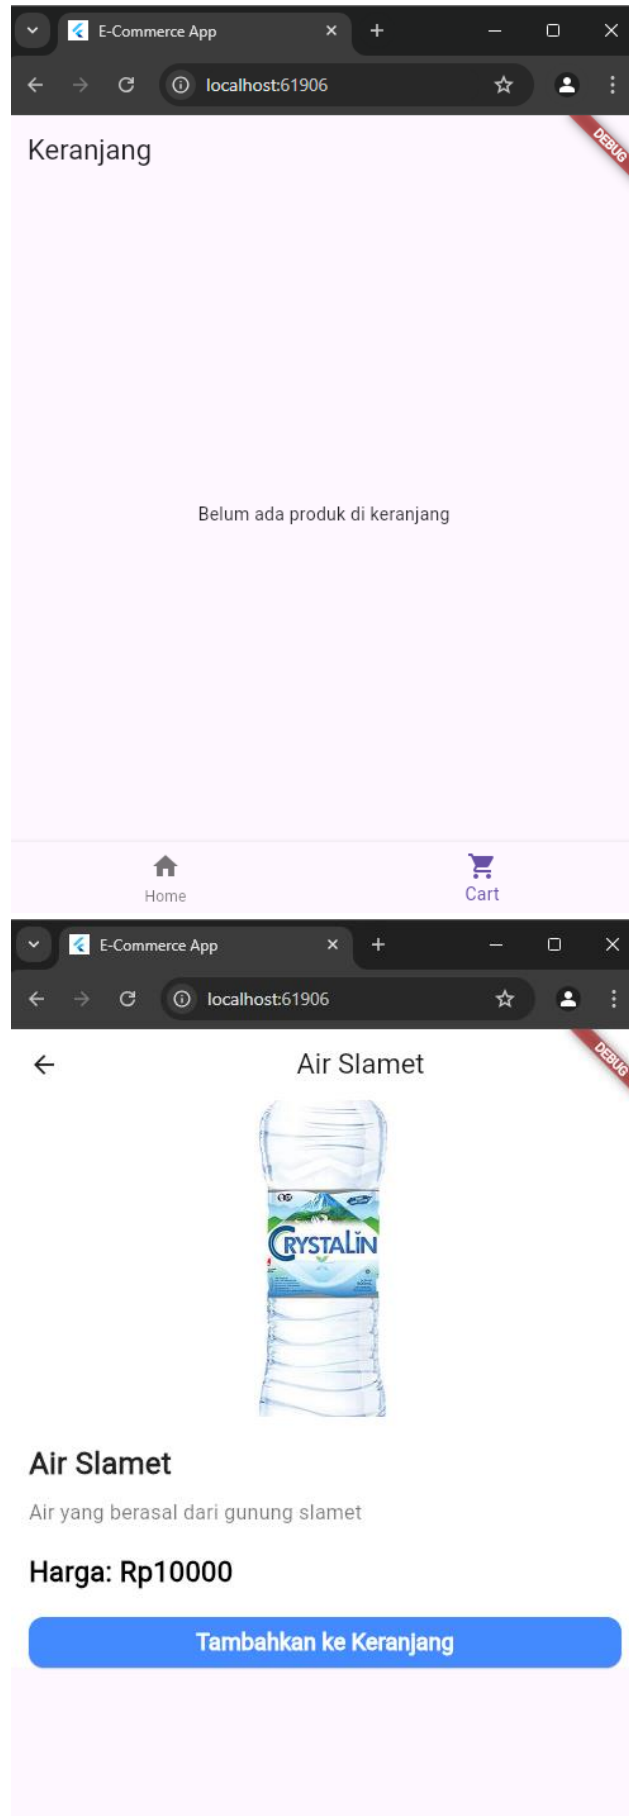 E-Commerce App
localhost:61906
DEBUG
Keranjang
Belum ada produk di keranjang
Home
Cart
E-Commerce App
localhost:61906
DEBUG
Air Slamet
CRYSTALIN
Air Slamet
Air yang berasal dari gunung slamet
Harga: Rp10000
Tambahkan ke Keranjang